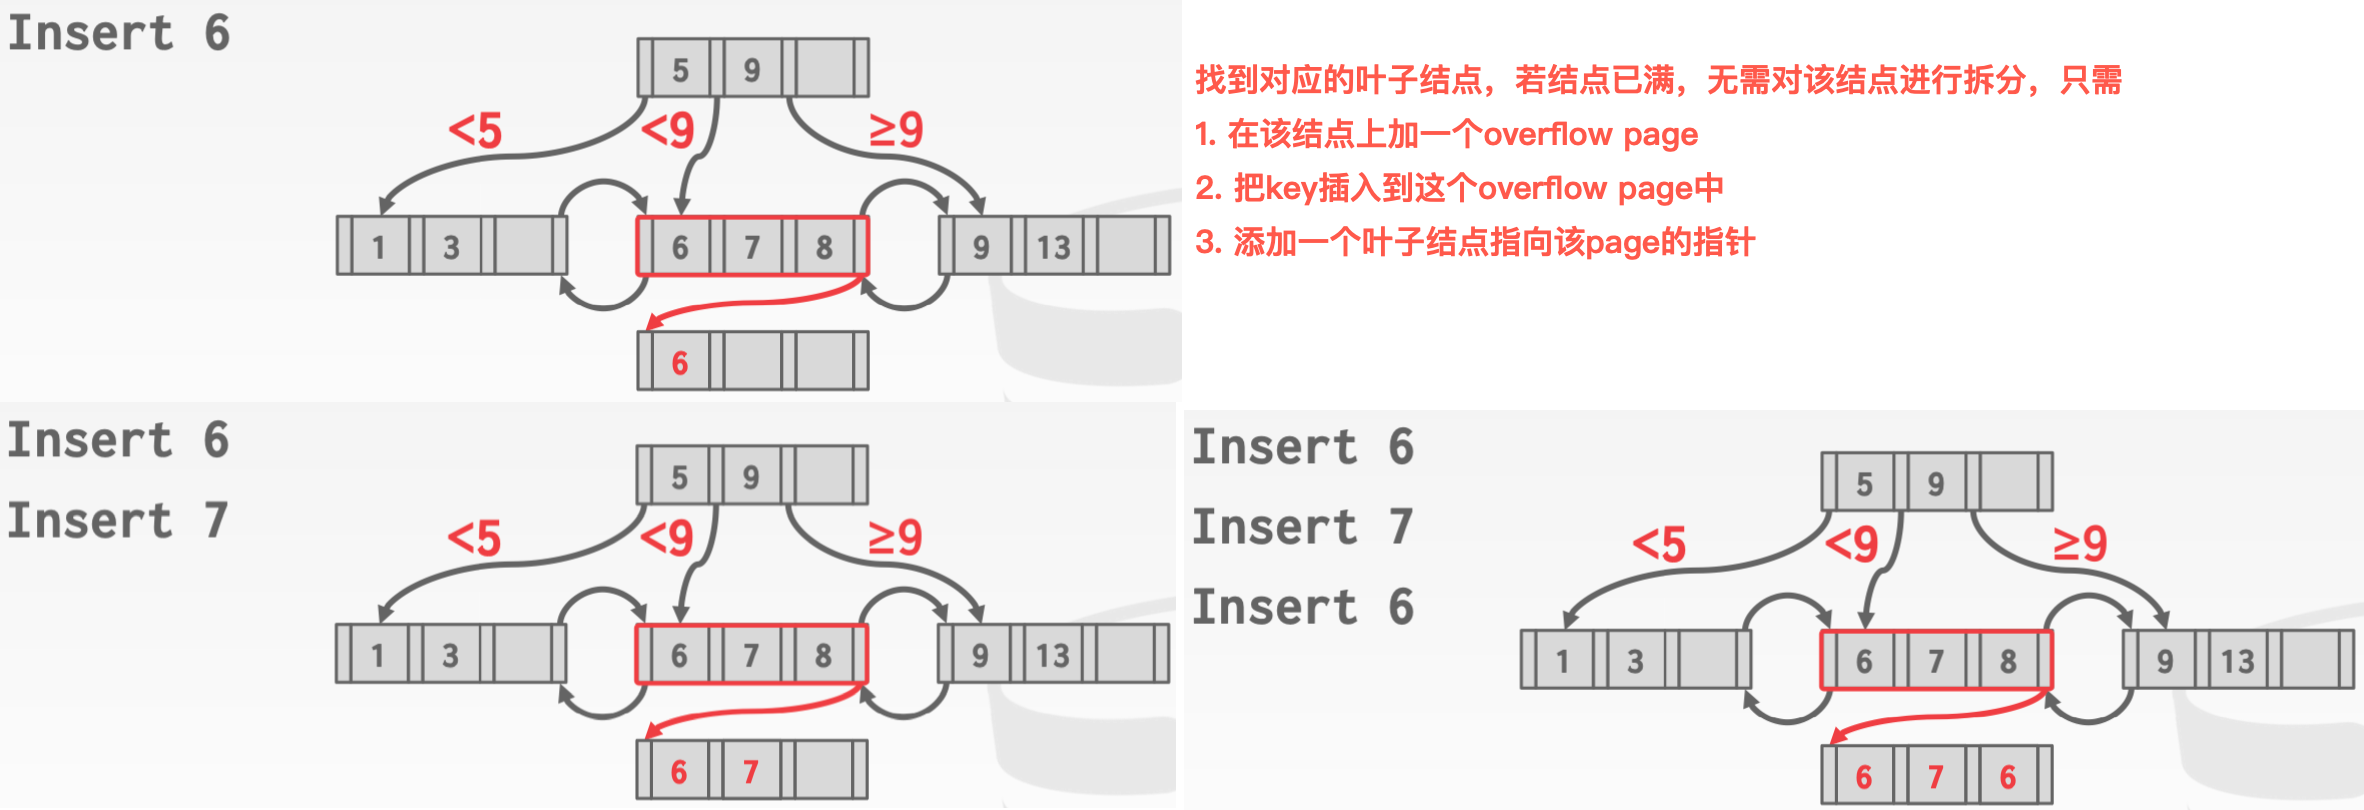 Insert 6
5 9
<5 <9 ≥9
1 3 6 7 8 9 13
6
找到对应的叶子结点，若结点已满，无需对该结点进行拆分，只需
1. 在该结点上加一个overflow page
2. 把key插入到这个overflow page中
3. 添加一个叶子结点指向该page的指针
Insert 6
Insert 7
5 9
<5 <9 ≥9
1 3 6 7 8 9 13
6 7
Insert 6
Insert 7
Insert 6
5 9
<5 <9 ≥9
1 3 6 7 8 9 13
6 7 6